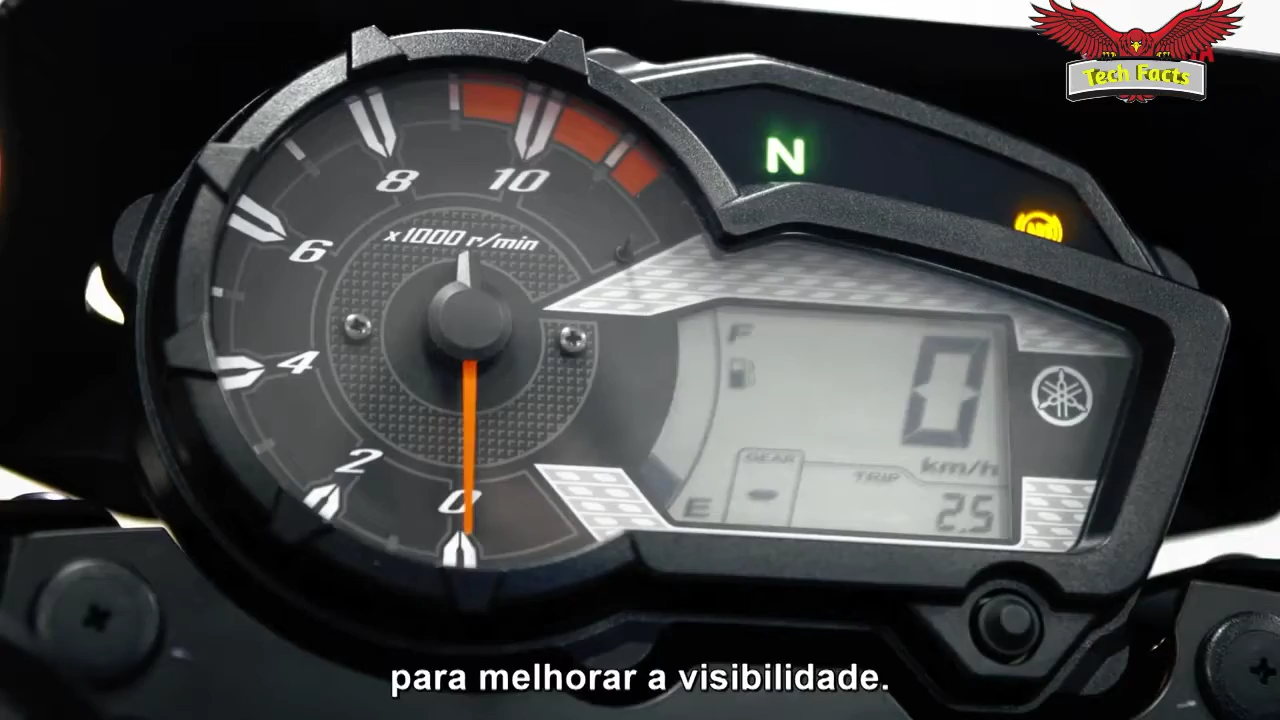 Tech Facts
N
ABS
8
10
x1000 r/min
6
4
2
0
F
0
km/h
GEAR
TRIP
-
E
2.5
para melhorar a visibilidade.